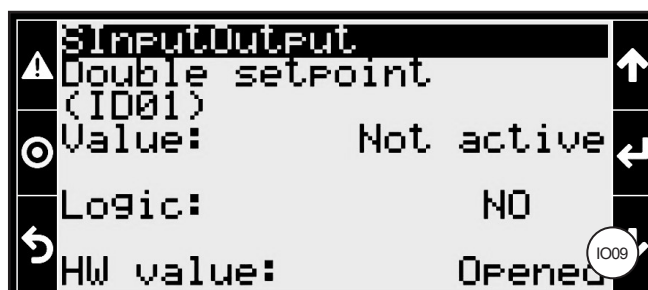 SInputOutput
Double setpoint
(ID01)
Value: Not active
Logic: NO
HW value: Opened
IO09